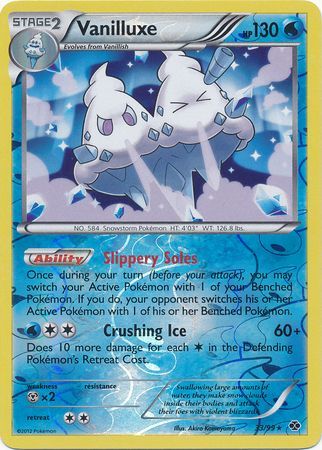 STAGE2
Vanilluxe
HP130
Evolves from Vanillish
NO. 584 Snowstorm Pokémon HT: 4'03" WT: 126.8 lbs.
Ability Slippery Soles
Once during your turn (before your attack), you may
switch your Active Pokémon with 1 of your Benched
Pokémon. If you do, your opponent switches his or her
Active Pokémon with 1 of his or her Benched Pokémon.
Crushing Ice 60+
Does 10 more damage for each in the Defending
Pokémon's Retreat Cost.
weakness resistance
×2
retreat
Swallowing large amounts of
water, they make snow clouds
inside their bodies and attack
their foes with violent blizzards.
Illus. Akira Komayama
©2012 Pokémon
33/99